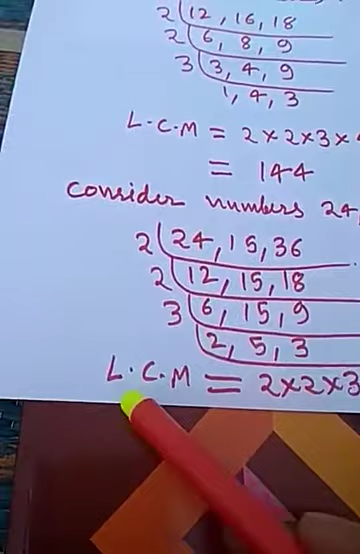 2 12, 16, 18
2 6, 8, 9
3 3, 4, 9
1, 4, 3
L.C.M = 2×2×3×4
= 144
consider numbers 24,
2 24, 15, 36
2 12, 15, 18
3 6, 15, 9
2, 5, 3
L.C.M = 2×2×3